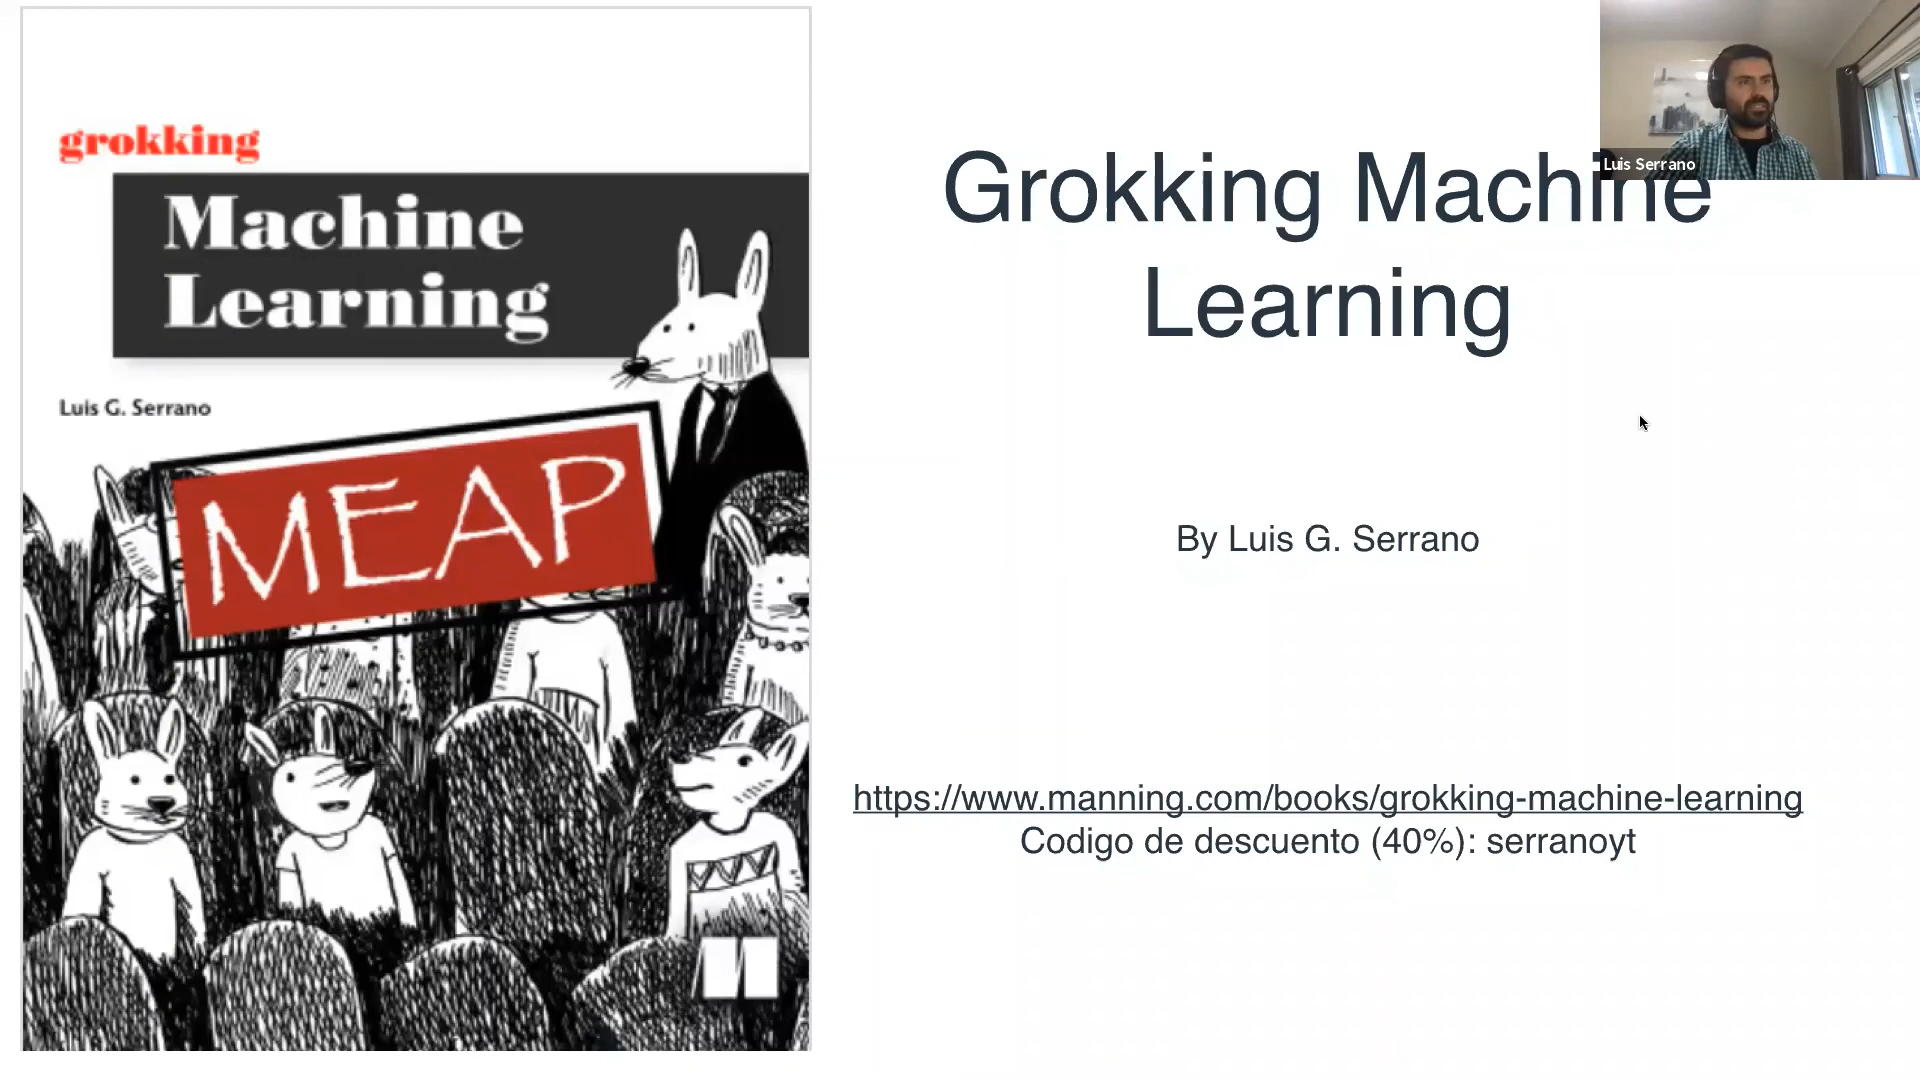 grokking
Machine
Learning
Luis G. Serrano
MEAP
Luis Serrano
Grokking Machine
Learning
By Luis G. Serrano
https://www.manning.com/books/grokking-machine-learning
Codigo de descuento (40%): serranoyt